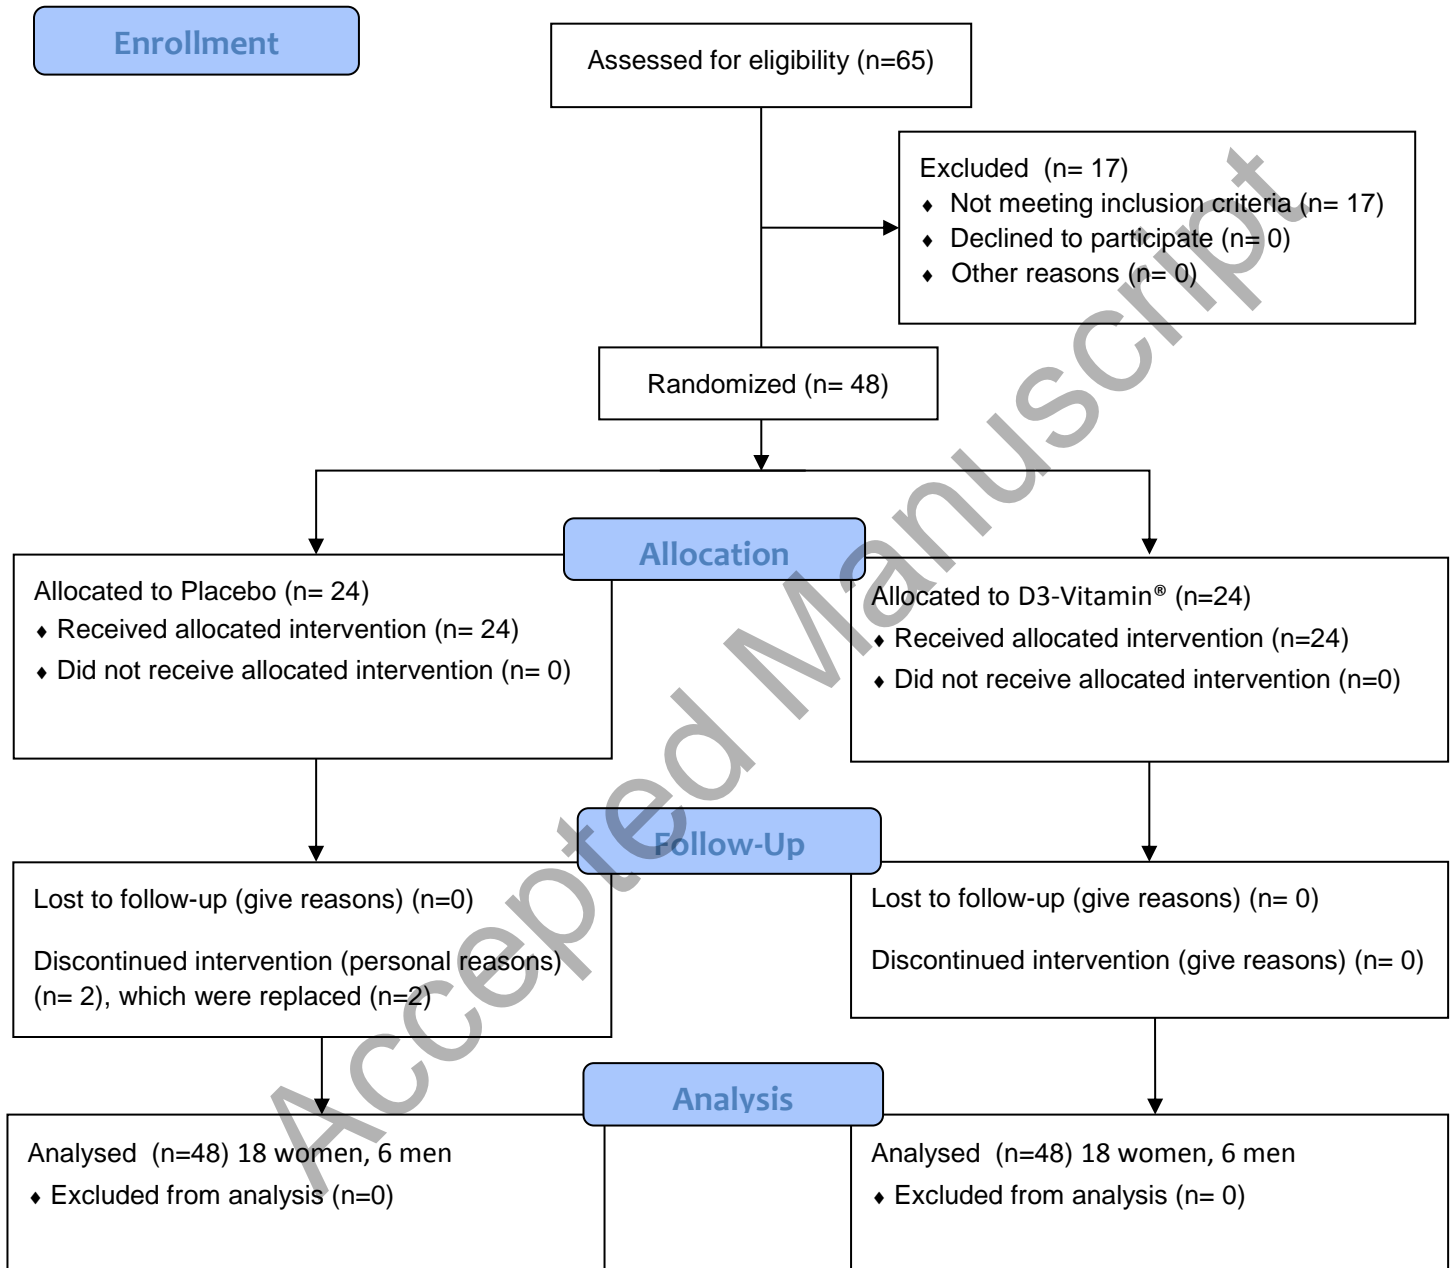 Enrollment
Assessed for eligibility (n=65)
Excluded (n= 17)
♦ Not meeting inclusion criteria (n= 17)
♦ Declined to participate (n= 0)
♦ Other reasons (n= 0)
Randomized (n= 48)
Allocation
Allocated to Placebo (n= 24)
♦ Received allocated intervention (n= 24)
♦ Did not receive allocated intervention (n= 0)
Allocated to D3-Vitamin® (n=24)
♦ Received allocated intervention (n=24)
♦ Did not receive allocated intervention (n=0)
Follow-Up
Lost to follow-up (give reasons) (n=0)
Discontinued intervention (personal reasons)
(n= 2), which were replaced (n=2)
Lost to follow-up (give reasons) (n= 0)
Discontinued intervention (give reasons) (n= 0)
Analysis
Analysed (n=48) 18 women, 6 men
♦ Excluded from analysis (n=0)
Analysed (n=48) 18 women, 6 men
♦ Excluded from analysis (n= 0)
Accepted Manuscript